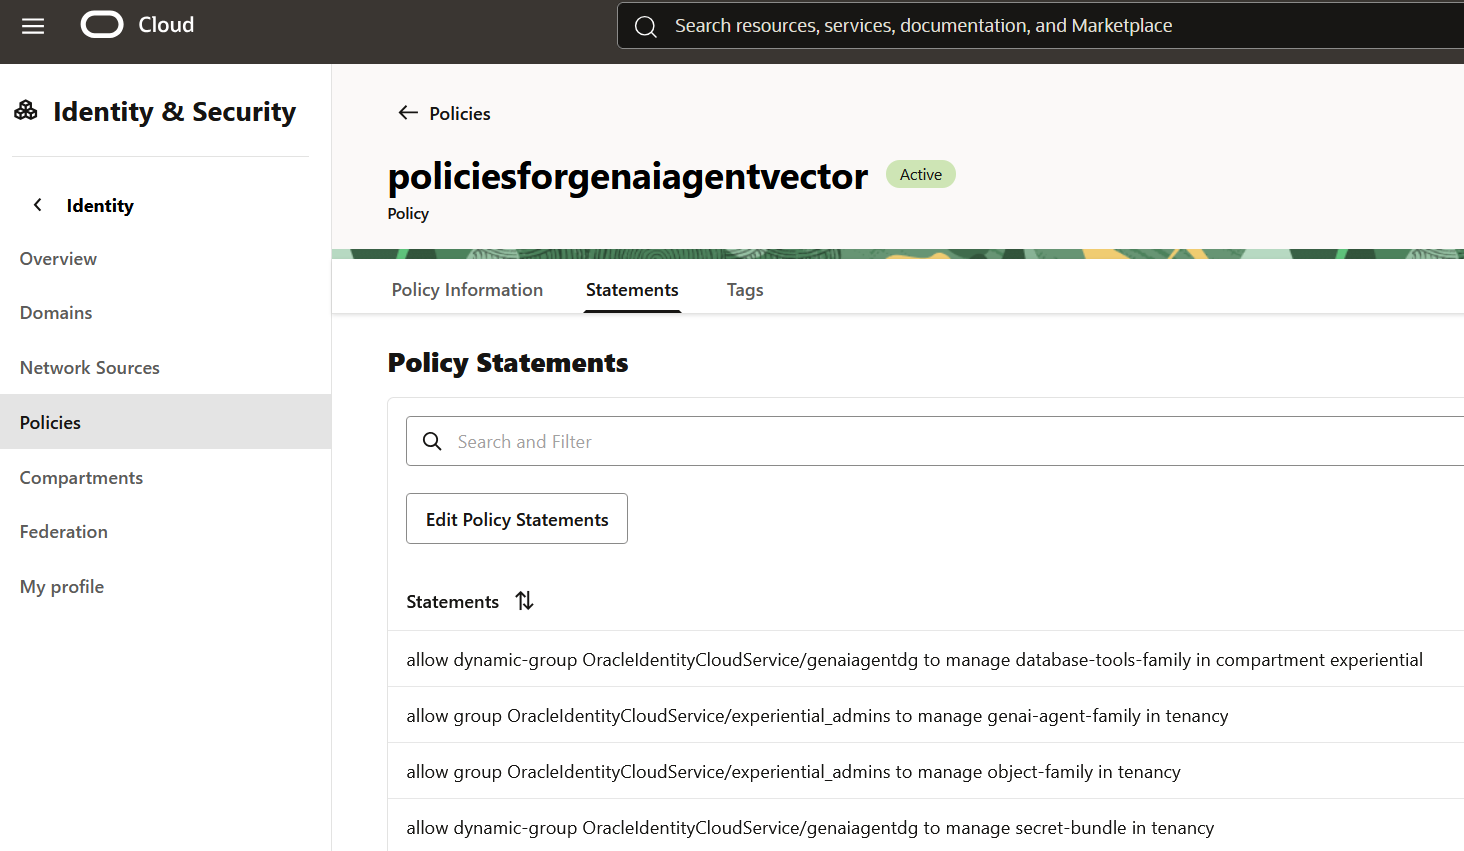 Cloud
Search resources, services, documentation, and Marketplace
Identity & Security
Identity
Overview
Domains
Network Sources
Policies
Compartments
Federation
My profile
Policies
policiesforgenaiagentvector
Active
Policy
Policy Information
Statements
Tags
Policy Statements
Search and Filter
Edit Policy Statements
Statements
allow dynamic-group OracleIdentityCloudService/genaiagentdg to manage database-tools-family in compartment experiential
allow group OracleIdentityCloudService/experiential_admins to manage genai-agent-family in tenancy
allow group OracleIdentityCloudService/experiential_admins to manage object-family in tenancy
allow dynamic-group OracleIdentityCloudService/genaiagentdg to manage secret-bundle in tenancy